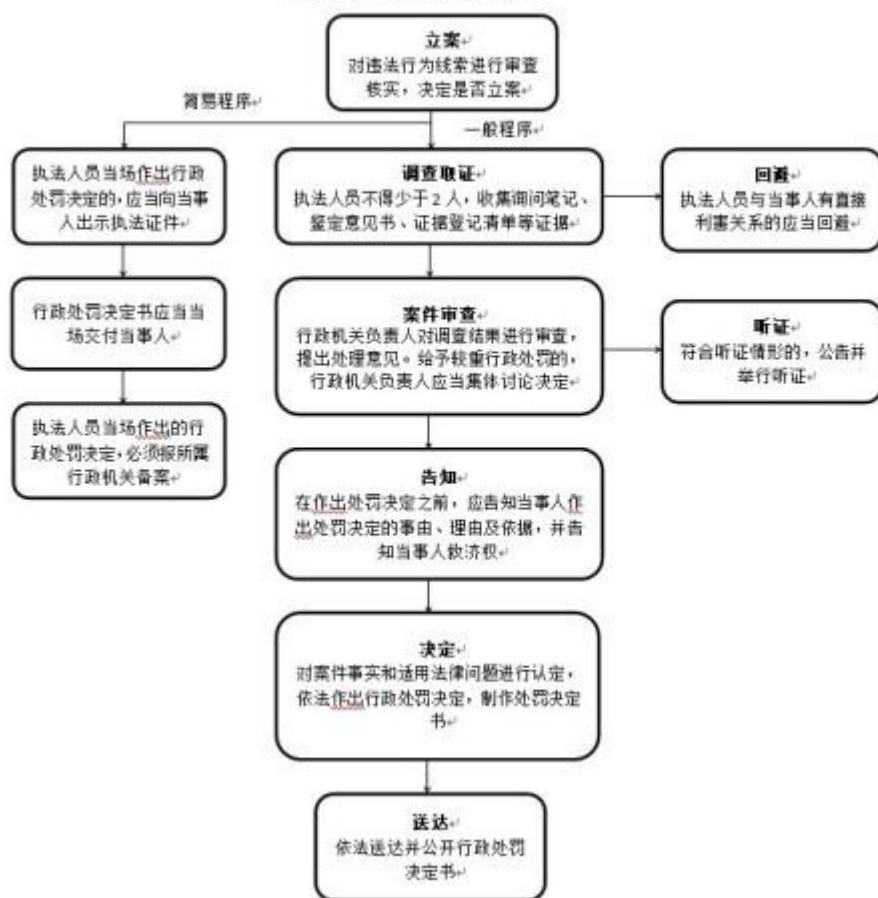 立案
对违法行为线索进行审查
核实，决定是否立案
简易程序
一般程序
执法人员当场作出行政
处罚决定的，应当向当事
人出示执法证件
调查取证
执法人员不得少于2人，收集询问笔记、
鉴定意见书、证据登记清单等证据
回避
执法人员与当事人有直接
利害关系的应当回避
行政处罚决定书应当当
场交付当事人
案件审查
行政机关负责人对调查结果进行审查，
提出处理意见。给予较重行政处罚的，
行政机关负责人应当集体讨论决定
听证
符合听证情形的，公告并
举行听证
执法人员当场作出的行
政处罚决定，必须报所属
行政机关备案
告知
在作出处罚决定之前，应告知当事人作
出处罚决定的事由、理由及依据，并告
知当事人救济权
决定
对案件事实和适用法律问题进行认定，
依法作出行政处罚决定，制作处罚决定
书
送达
依法送达并公开行政处罚
决定书